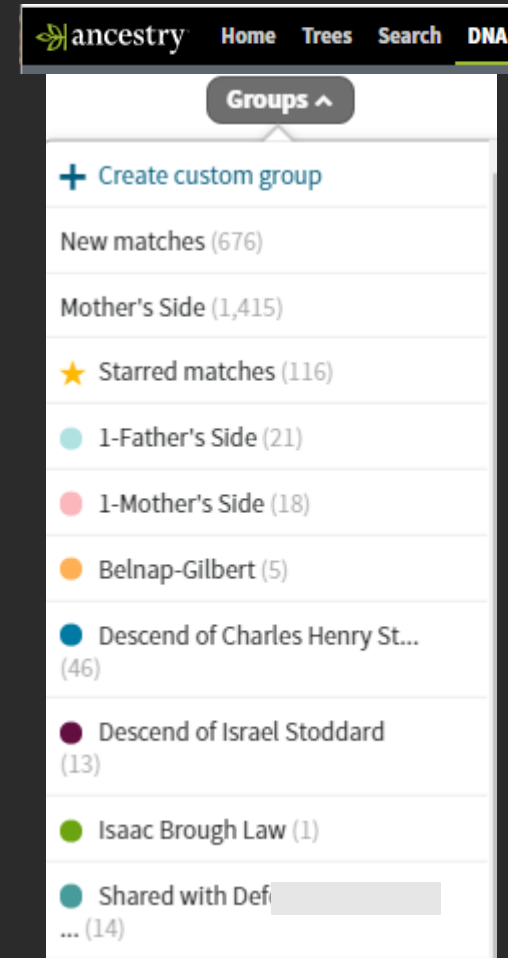 ancestry Home Trees Search DNA
Groups
Create custom group
New matches (676)
Mother's Side (1,415)
Starred matches (116)
1-Father's Side (21)
1-Mother's Side (18)
Belnap-Gilbert (5)
Descend of Charles Henry St...
(46)
Descend of Israel Stoddard
(13)
Isaac Brough Law (1)
Shared with
... (14)